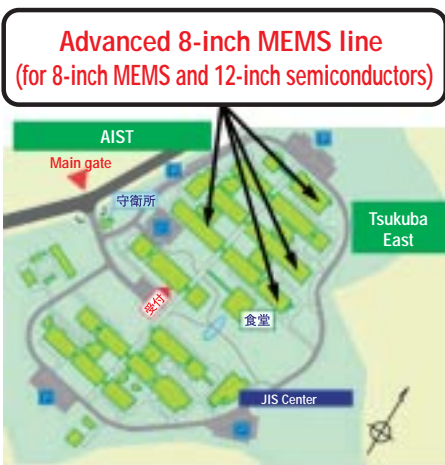 Advanced 8-inch MEMS line
(for 8-inch MEMS and 12-inch semiconductors)
AIST
Main gate
守衛所
Tsukuba
East
受付
食堂
JIS Center